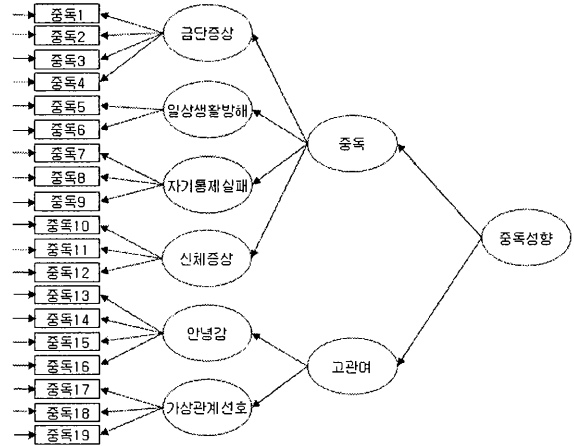 중독1
중독2
중독3
중독4
중독5
중독6
중독7
중독8
중독9
중독10
중독11
중독12
중독13
중독14
중독15
중독16
중독17
중독18
중독19
금단증상
일상생활방해
자기통제실패
신체증상
안녕감
가상관계선호
중독
고관여
중독성향